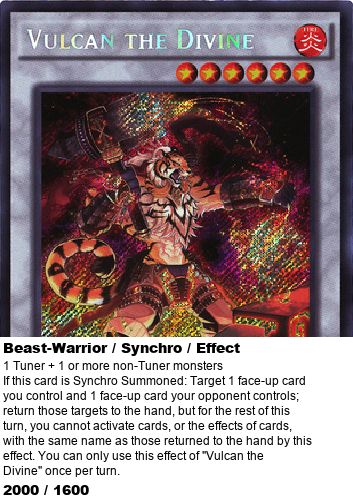 Vulcan the Divine
FIRE
炎
Beast-Warrior / Synchro / Effect
1 Tuner + 1 or more non-Tuner monsters
If this card is Synchro Summoned: Target 1 face-up card
you control and 1 face-up card your opponent controls;
return those targets to the hand, but for the rest of this
turn, you cannot activate cards, or the effects of cards,
with the same name as those returned to the hand by this
effect. You can only use this effect of "Vulcan the
Divine" once per turn.
2000 / 1600